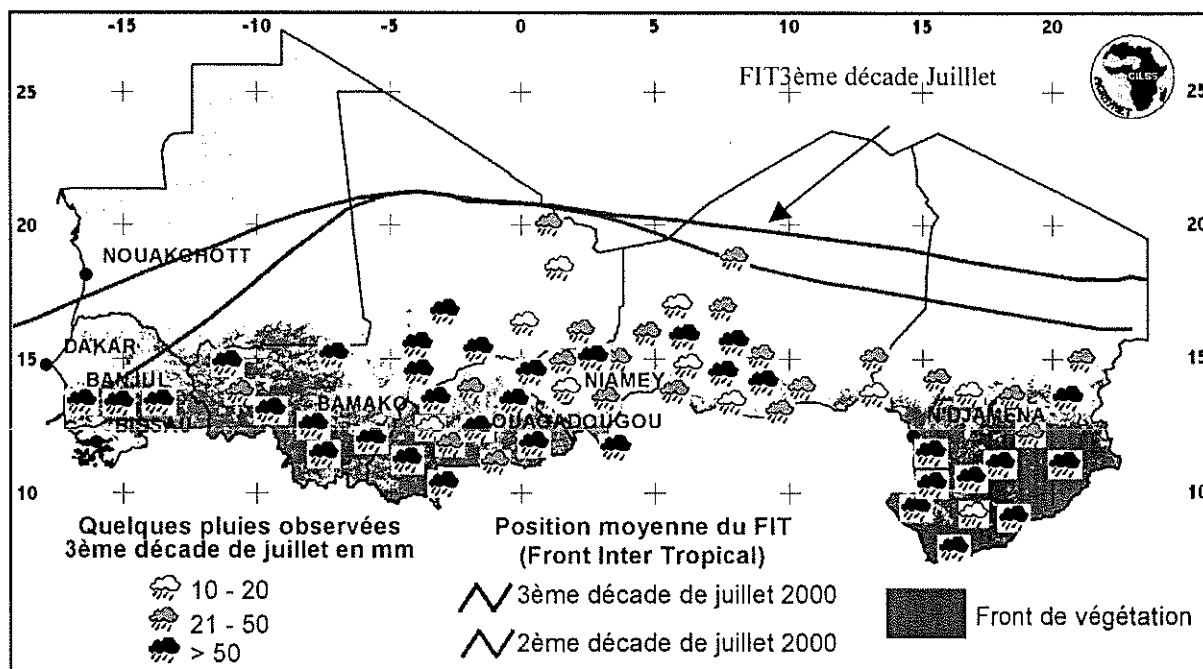 -15 -10 -5 0 5 10 15 20
FIT3ème décade Juilllet
CILSS
AGRHYMET
25 25
20 20
NOUAKCHOTT
15 DAKAR 15
BANJUL NIAMEY
BAMAKO
BISSAU OUAGADOUGOU N'DJAMENA
10 10
Quelques pluies observées
3ème décade de juillet en mm
10 - 20
21 - 50
> 50
Position moyenne du FIT
(Front Inter Tropical)
3ème décade de juillet 2000
2ème décade de juillet 2000
Front de végétation